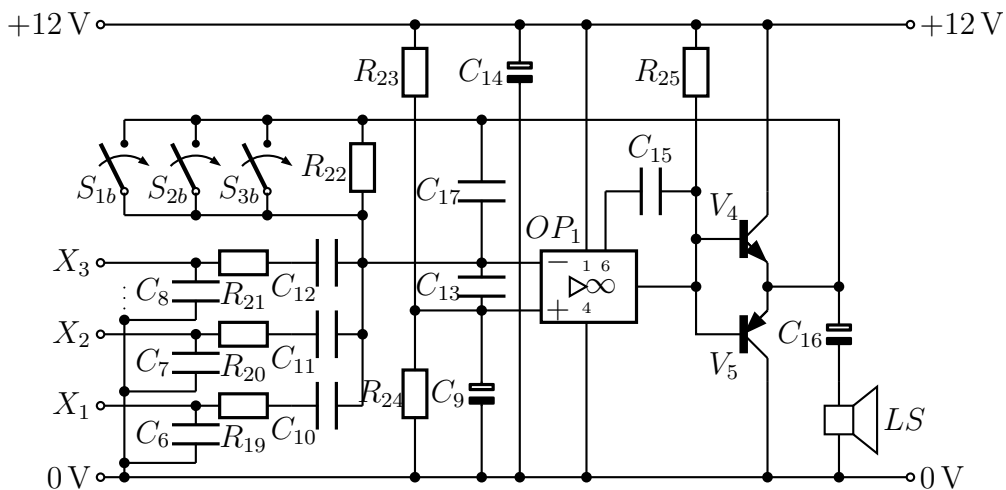 +12 V
+12 V
R23
C14
R25
C15
R22
S1b
S2b
S3b
C17
V4
OP1
X3
− 1 6
C8
R21
C12
C13
▷∞
+ 4
X2
C7
R20
C11
V5
C16
X1
C6
R19
C10
R24
C9
LS
0 V
0 V